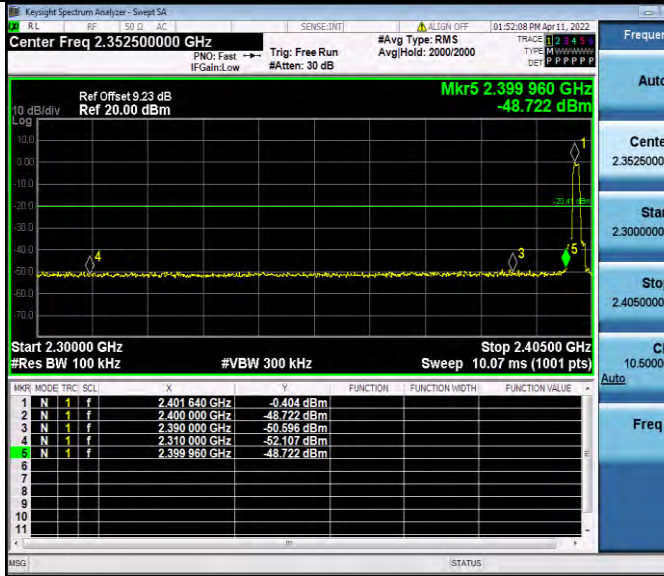 Keysight Spectrum Analyzer - Swept SA
RL RF 50 Ω AC SENSE:INT ALIGN OFF 01:52:08 PM Apr 11, 2022
Center Freq 2.352500000 GHz
PNO: Fast
IFGain:Low
Trig: Free Run
#Atten: 30 dB
#Avg Type: RMS
Avg|Hold: 2000/2000
TRACE 1 2 3 4 5 6
TYPE M WWWWW
DET P P P P P P
Mkr5 2.399 960 GHz
-48.722 dBm
Ref Offset 9.23 dB
10 dB/div Ref 20.00 dBm
Log
10.0
0.00
-10.0
-20.0
-30.0
-40.0
-50.0
-60.0
-70.0
1
4
3
5
Start 2.30000 GHz Stop 2.40500 GHz
#Res BW 100 kHz #VBW 300 kHz Sweep 10.07 ms (1001 pts)
MKR MODE TRC SCL X Y FUNCTION FUNCTION WIDTH FUNCTION VALUE
1 N 1 f 2.401 640 GHz -0.404 dBm
2 N 1 f 2.400 000 GHz -48.722 dBm
3 N 1 f 2.390 000 GHz -50.596 dBm
4 N 1 f 2.310 000 GHz -52.107 dBm
5 N 1 f 2.399 960 GHz -48.722 dBm
6
7
8
9
10
11
MSG STATUS
Frequen
Auto
Cente
2.3525000
Star
2.3000000
Sto
2.4050000
C
10.5000
Auto
Freq